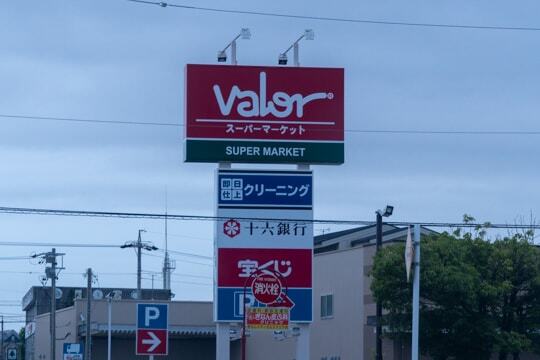 valor
スーパーマーケット
SUPER MARKET
即日
仕上
クリーニング
十六銀行
宝くじ
消火栓
P
P